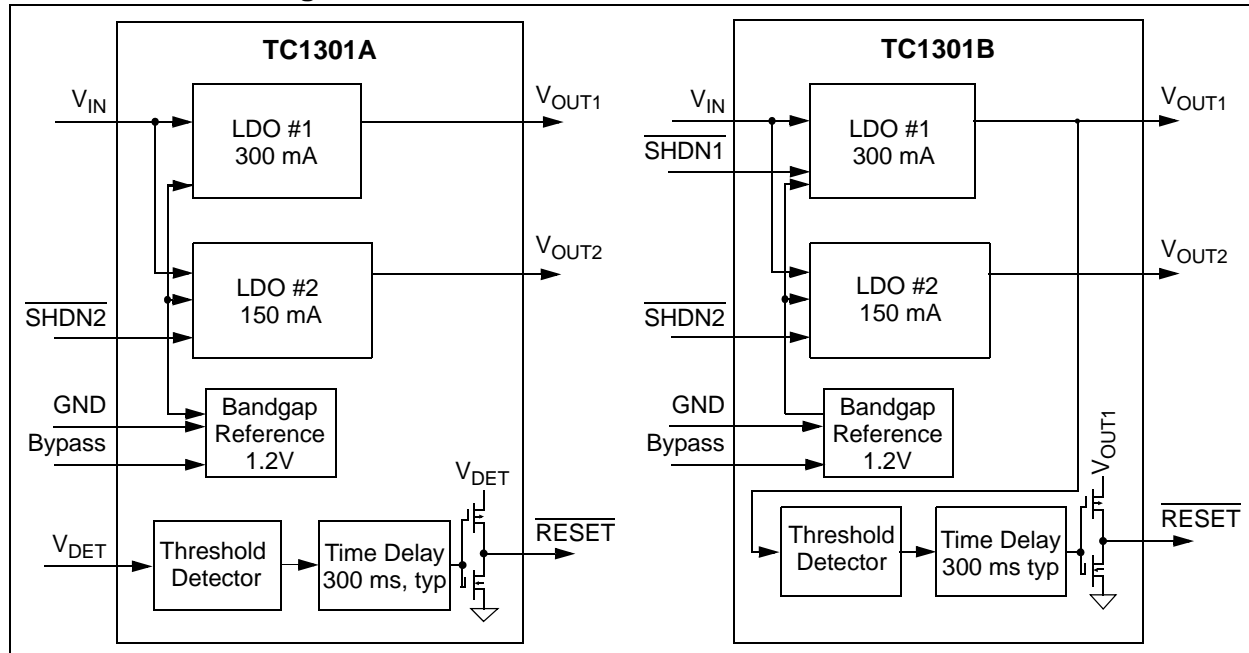 TC1301A
V_IN
LDO #1
300 mA
V_OUT1
LDO #2
150 mA
V_OUT2
SHDN2
GND
Bypass
Bandgap
Reference
1.2V
V_DET
V_DET
Threshold
Detector
Time Delay
300 ms, typ
RESET
TC1301B
V_IN
SHDN1
LDO #1
300 mA
V_OUT1
LDO #2
150 mA
V_OUT2
SHDN2
GND
Bypass
Bandgap
Reference
1.2V
V_OUT1
Threshold
Detector
Time Delay
300 ms typ
RESET